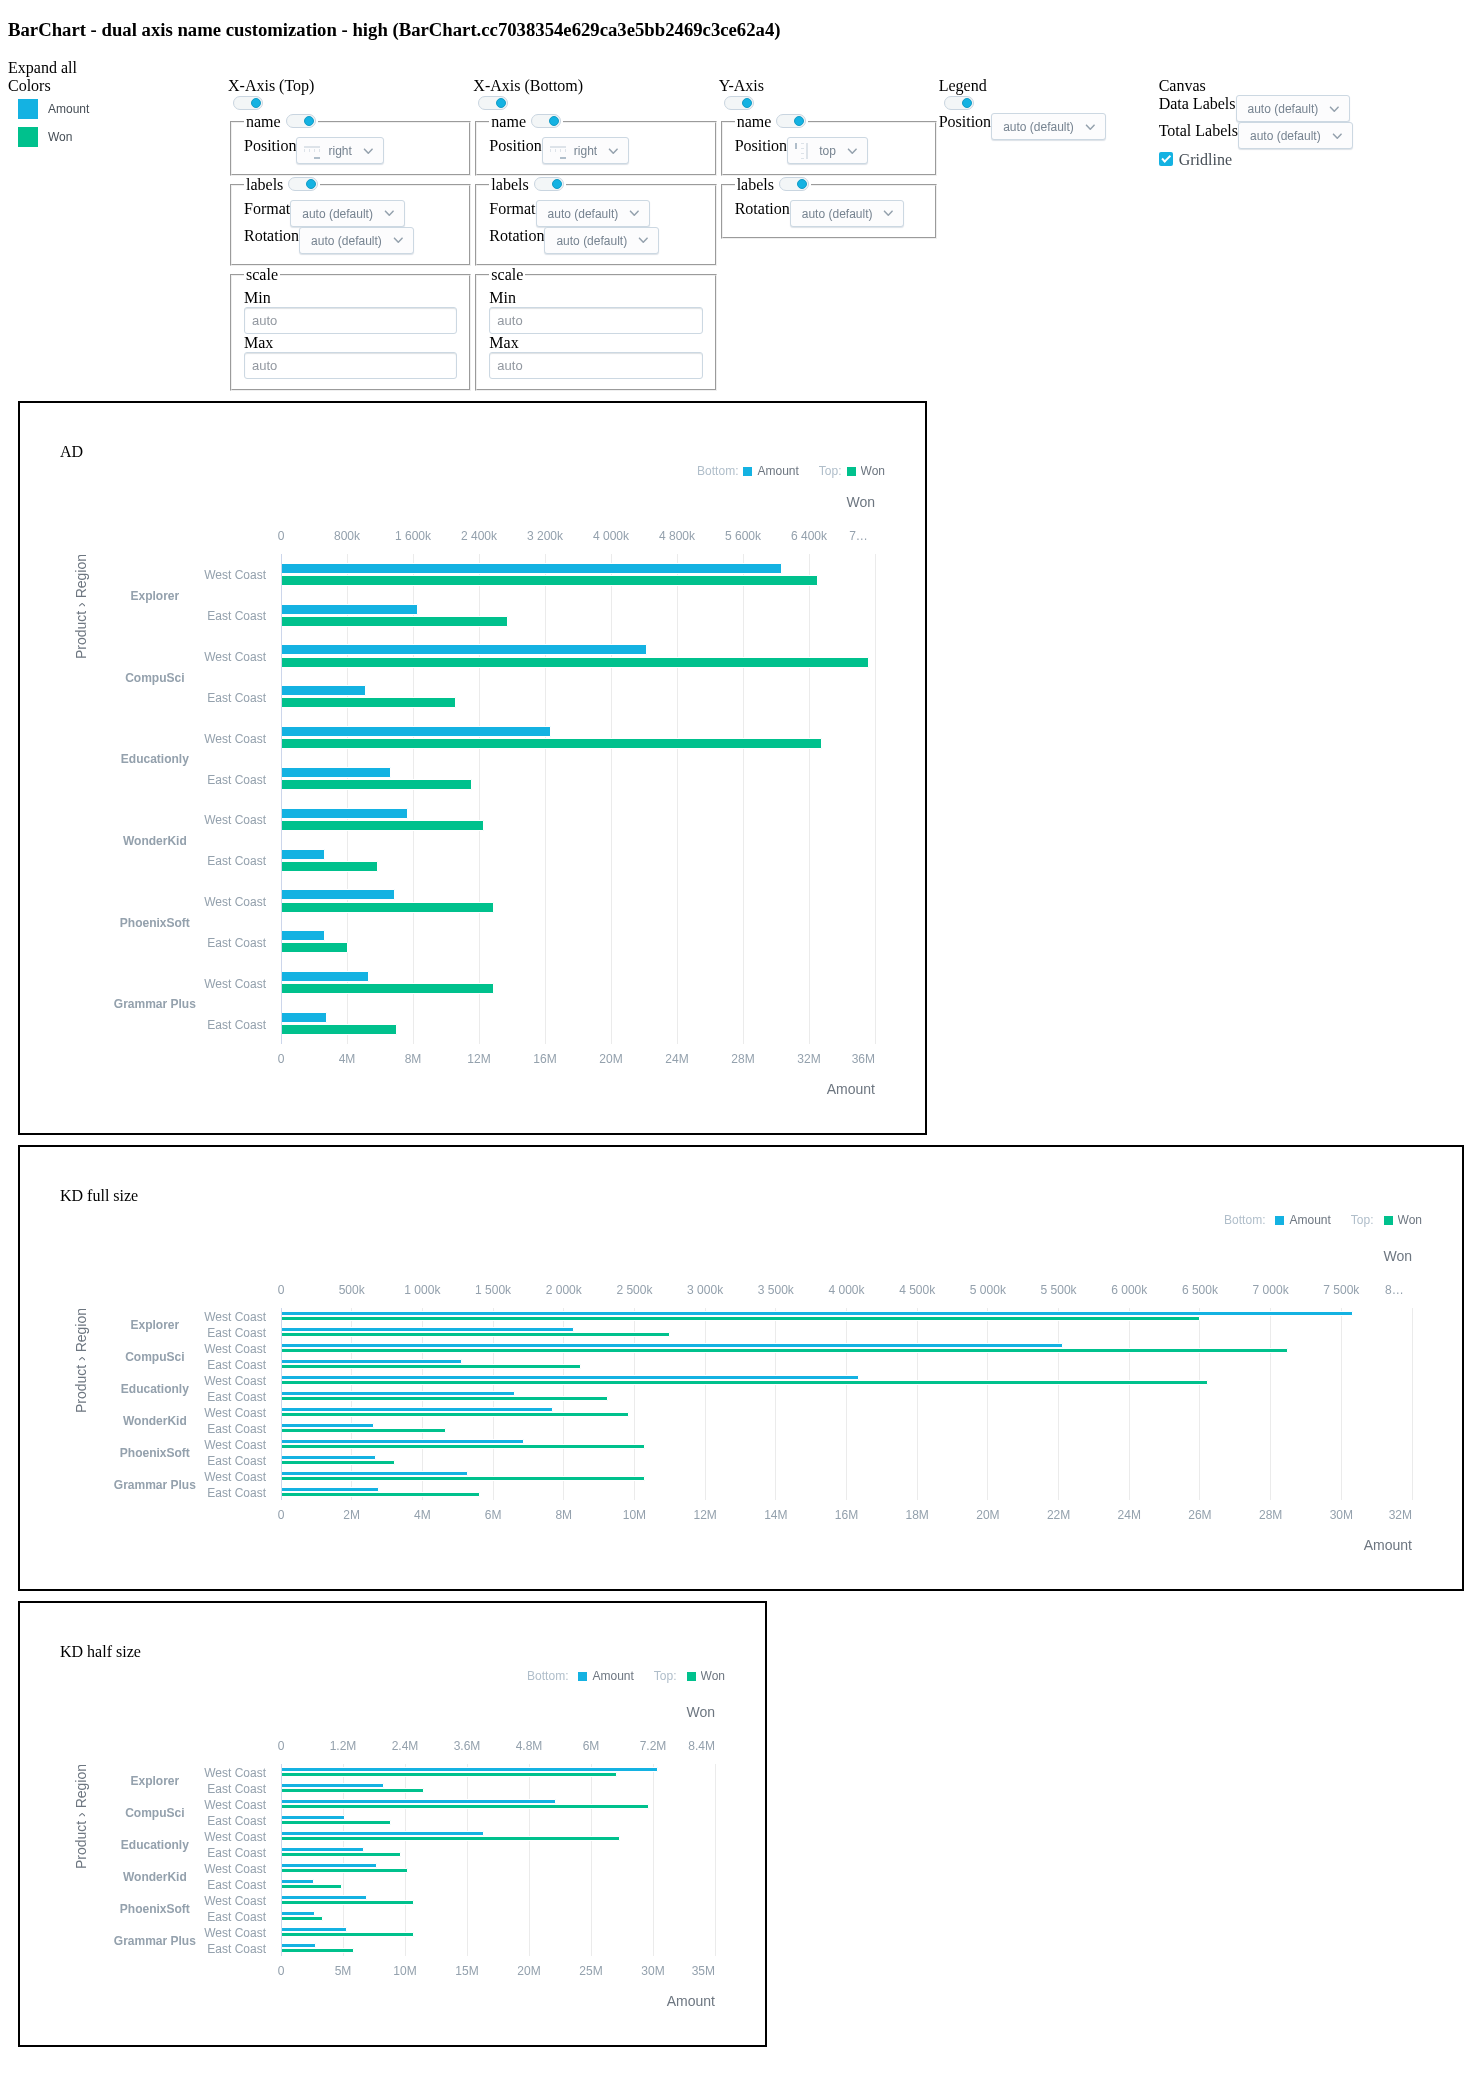 BarChart - dual axis name customization - high (BarChart.cc7038354e629ca3e5bb2469c3ce62a4)
Expand all
Colors
Amount
Won
X-Axis (Top)
name
Position right
labels
Format auto (default)
Rotation auto (default)
scale
Min
auto
Max
auto
X-Axis (Bottom)
name
Position right
labels
Format auto (default)
Rotation auto (default)
scale
Min
auto
Max
auto
Y-Axis
name
Position top
labels
Rotation auto (default)
Legend
Position auto (default)
Canvas
Data Labels auto (default)
Total Labels auto (default)
Gridline
AD
Bottom: Amount Top: Won
Won
0 800k 1 600k 2 400k 3 200k 4 000k 4 800k 5 600k 6 400k 7…
Product › Region
West Coast
Explorer
East Coast
West Coast
CompuSci
East Coast
West Coast
Educationly
East Coast
West Coast
WonderKid
East Coast
West Coast
PhoenixSoft
East Coast
West Coast
Grammar Plus
East Coast
0 4M 8M 12M 16M 20M 24M 28M 32M 36M
Amount
KD full size
Bottom: Amount Top: Won
Won
0 500k 1 000k 1 500k 2 000k 2 500k 3 000k 3 500k 4 000k 4 500k 5 000k 5 500k 6 000k 6 500k 7 000k 7 500k 8…
Product › Region
West Coast
Explorer
East Coast
West Coast
CompuSci
East Coast
West Coast
Educationly
East Coast
West Coast
WonderKid
East Coast
West Coast
PhoenixSoft
East Coast
West Coast
Grammar Plus
East Coast
0 2M 4M 6M 8M 10M 12M 14M 16M 18M 20M 22M 24M 26M 28M 30M 32M
Amount
KD half size
Bottom: Amount Top: Won
Won
0 1.2M 2.4M 3.6M 4.8M 6M 7.2M 8.4M
Product › Region
West Coast
Explorer
East Coast
West Coast
CompuSci
East Coast
West Coast
Educationly
East Coast
West Coast
WonderKid
East Coast
West Coast
PhoenixSoft
East Coast
West Coast
Grammar Plus
East Coast
0 5M 10M 15M 20M 25M 30M 35M
Amount